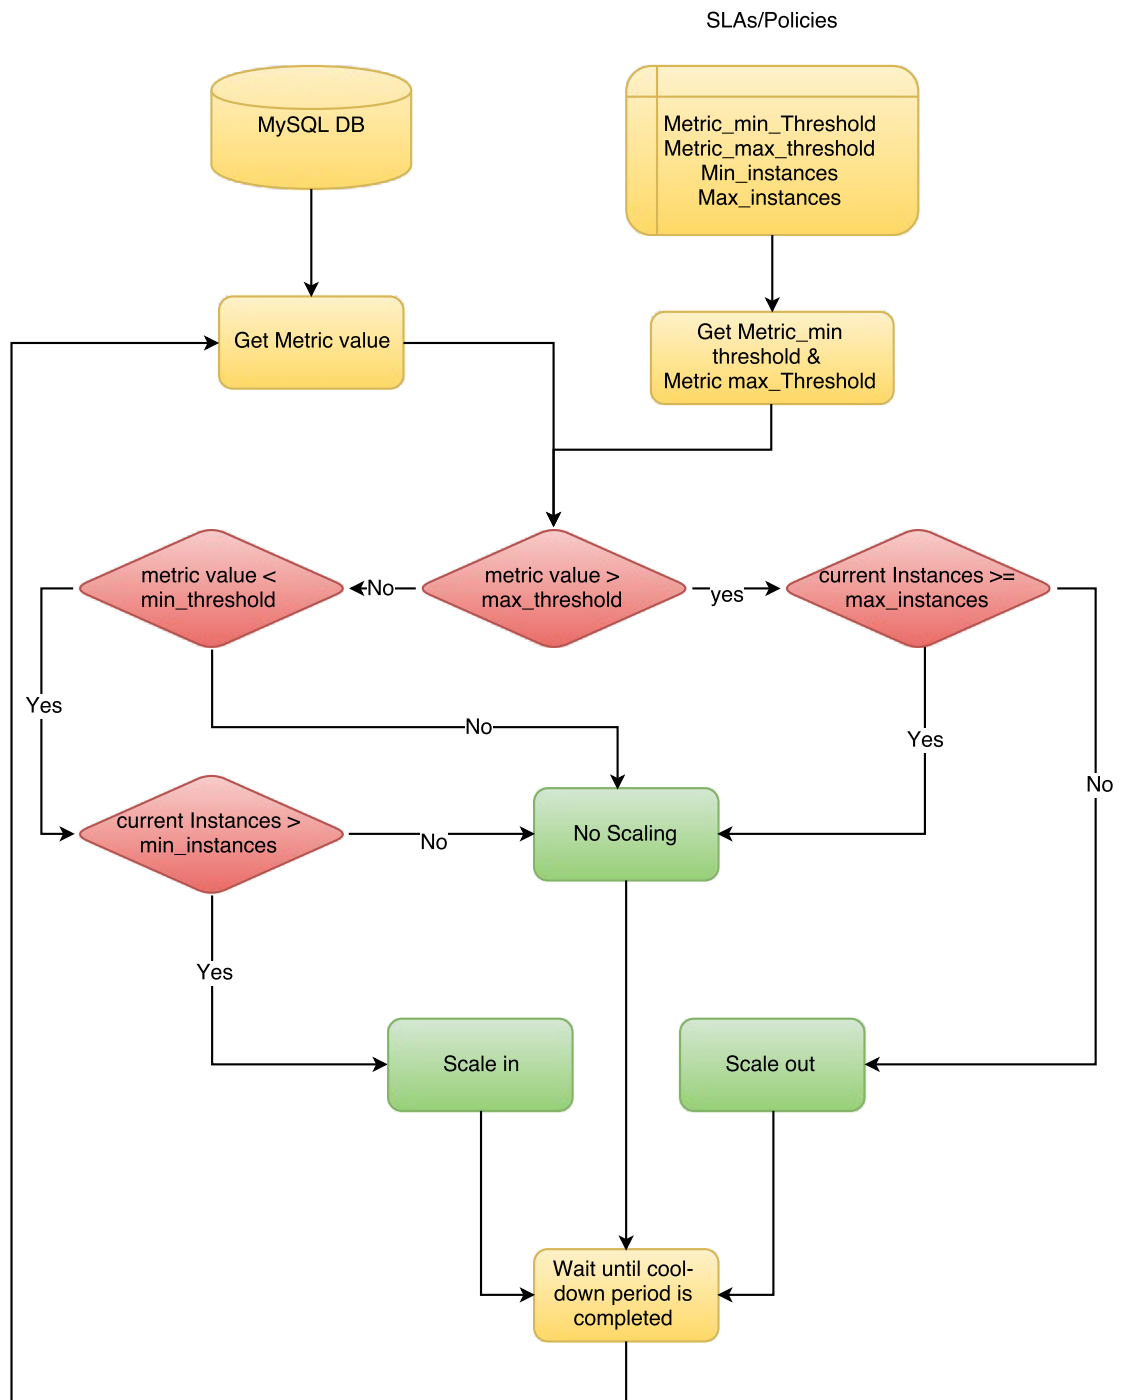 SLAs/Policies
MySQL DB
Metric_min_Threshold
Metric_max_threshold
Min_instances
Max_instances
Get Metric value
Get Metric_min
threshold &
Metric max_Threshold
metric value <
min_threshold
No
metric value >
max_threshold
yes
current Instances >=
max_instances
Yes
No
Yes
No
current Instances >
min_instances
No
No Scaling
Yes
Scale in
Scale out
Wait until cool-
down period is
completed